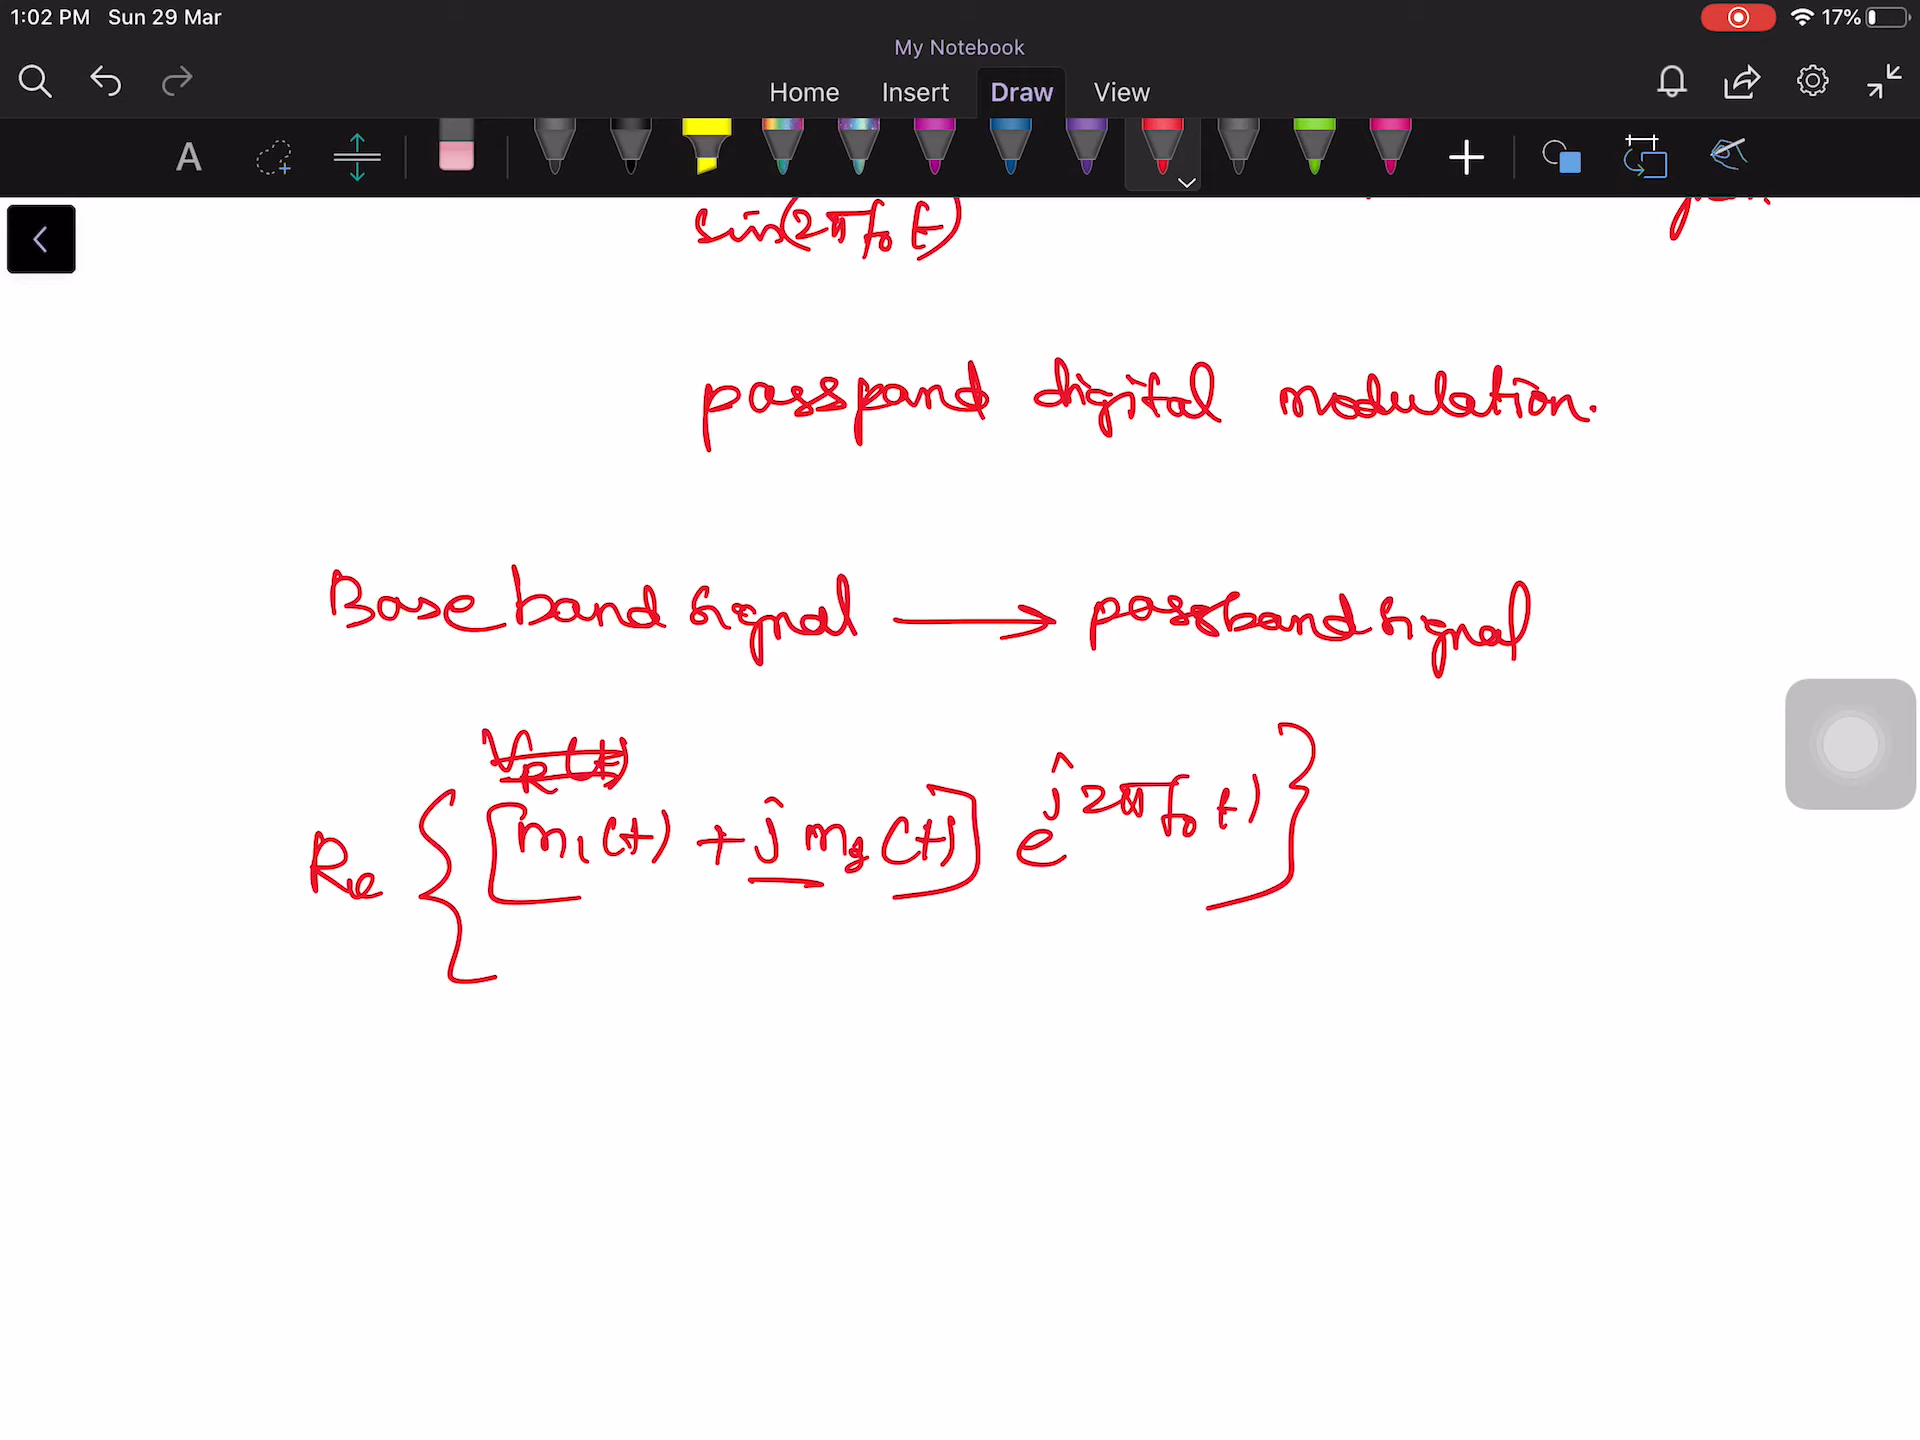 1:02 PM Sun 29 Mar 17%
My Notebook
Home Insert Draw View
A
sin(2πf₀t)
passpand digital modulation.
Base band signal → passband signal
Re { [m₁(t) + j m₂(t)] e^{j2πf₀t)} }